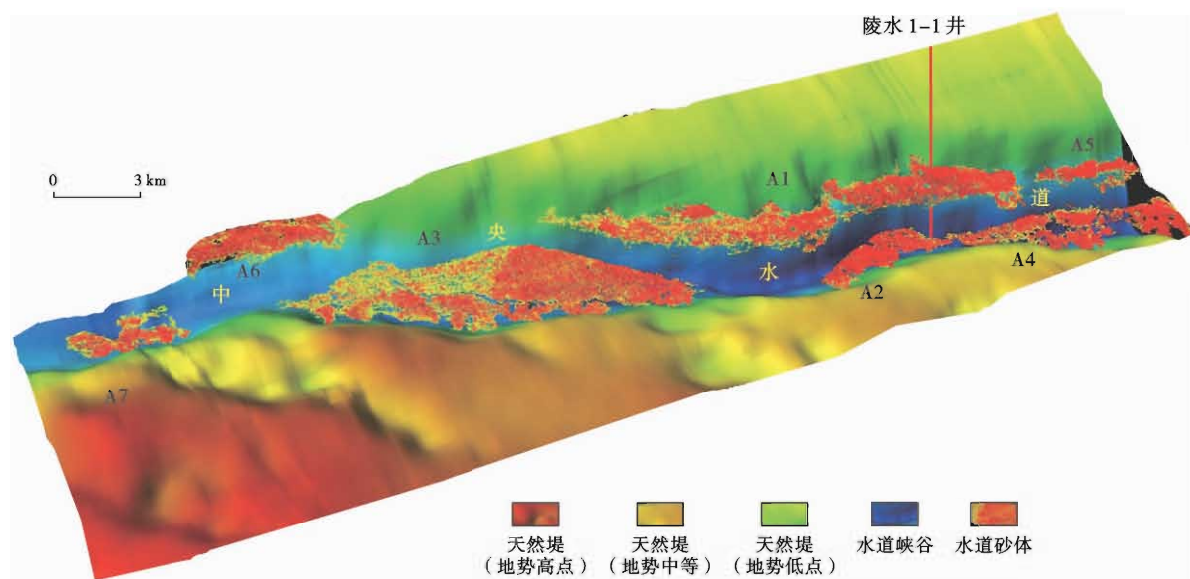 陵水 1-1 井
0 3 km
A5
A1
道
A3
央
A6
水
A4
中
A2
A7
天然堤
(地势高点)
天然堤
(地势中等)
天然堤
(地势低点)
水道峡谷
水道砂体